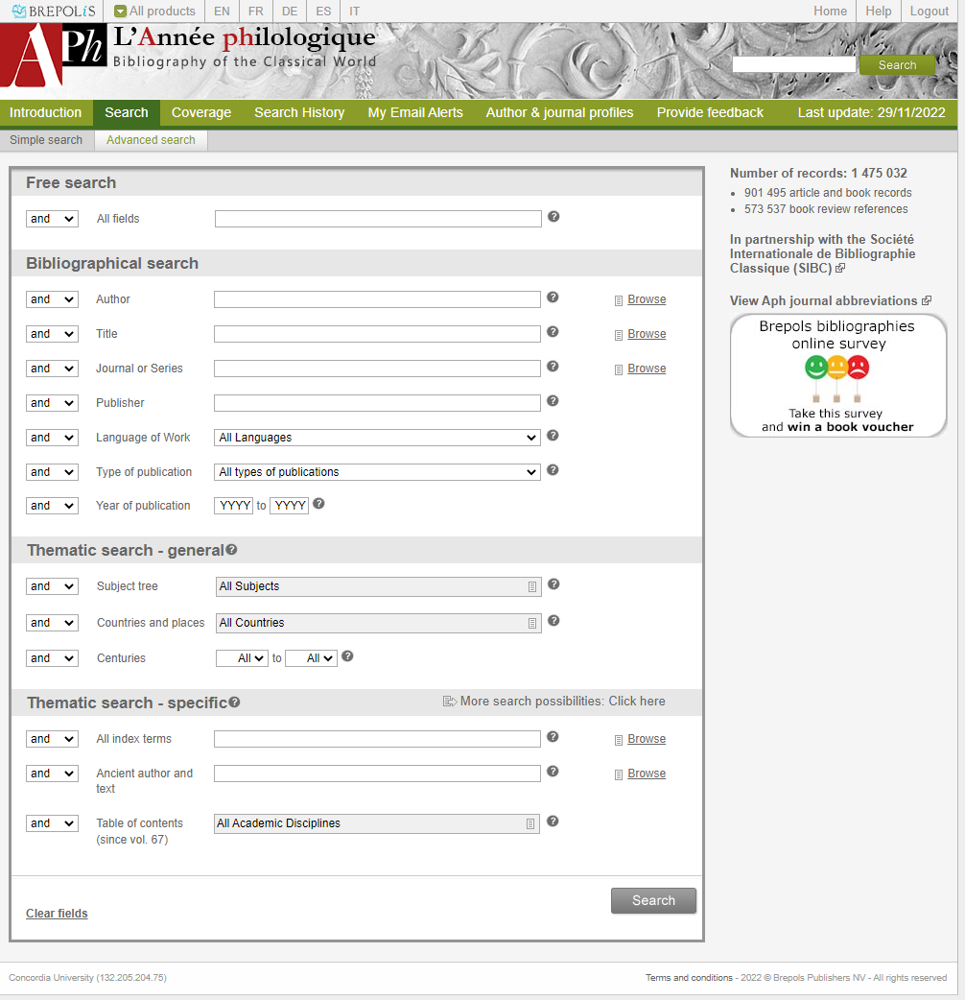 BREPOLiS All products EN FR DE ES IT Home Help Logout
APh L'Année philologique
Bibliography of the Classical World
Search
Introduction Search Coverage Search History My Email Alerts Author & journal profiles Provide feedback Last update: 29/11/2022
Simple search Advanced search
Free search
and All fields
Bibliographical search
and Author Browse
and Title Browse
and Journal or Series Browse
and Publisher
and Language of Work All Languages
and Type of publication All types of publications
and Year of publication YYYY to YYYY
Thematic search - general
and Subject tree All Subjects
and Countries and places All Countries
and Centuries All to All
Thematic search - specific More search possibilities: Click here
and All index terms Browse
and Ancient author and Browse
text
and Table of contents All Academic Disciplines
(since vol. 67)
Search
Clear fields
Number of records: 1 475 032
901 495 article and book records
573 537 book review references
In partnership with the Société
Internationale de Bibliographie
Classique (SIBC)
View Aph journal abbreviations
Brepols bibliographies
online survey
Take this survey
and win a book voucher
Concordia University (132.205.204.75) Terms and conditions - 2022 © Brepols Publishers NV - All rights reserved